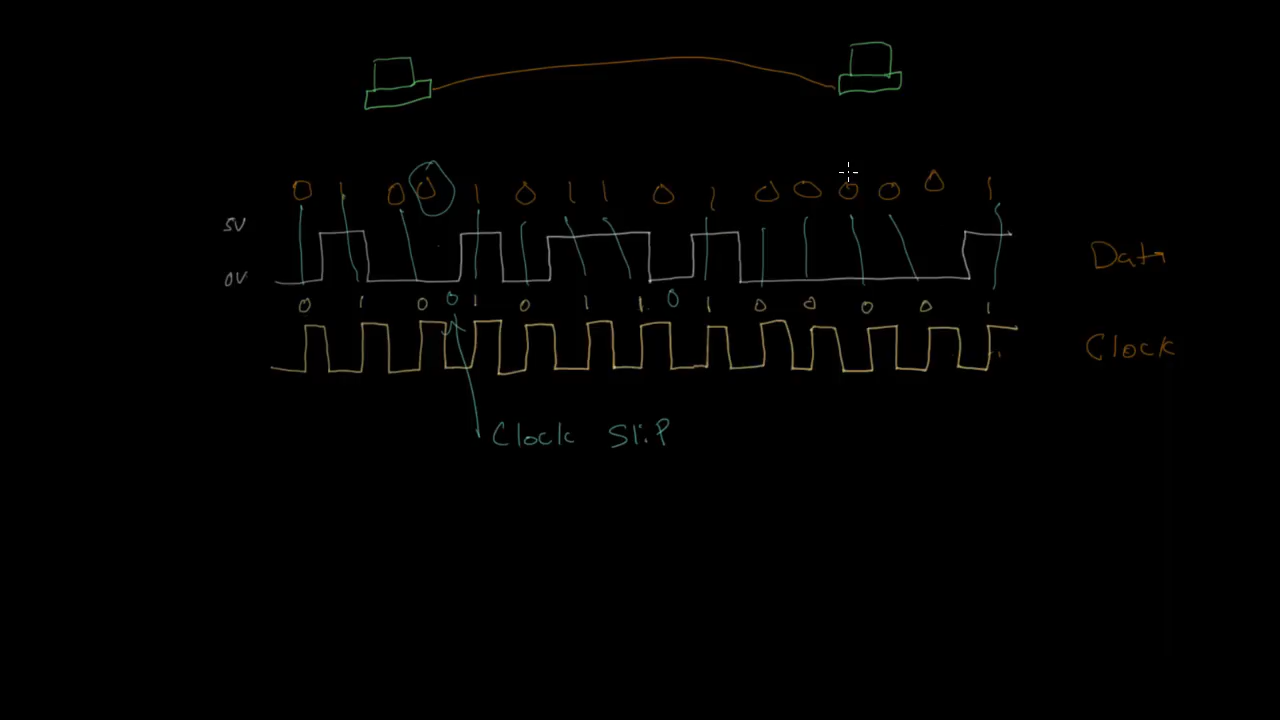 0 1 0 0 1 0 1 1 0 1 0 0 0 0 0 1
5V
0V
Data
0 1 0 0 1 0 1 1 0 1 0 0 0 0 1
Clock
Clock Slip